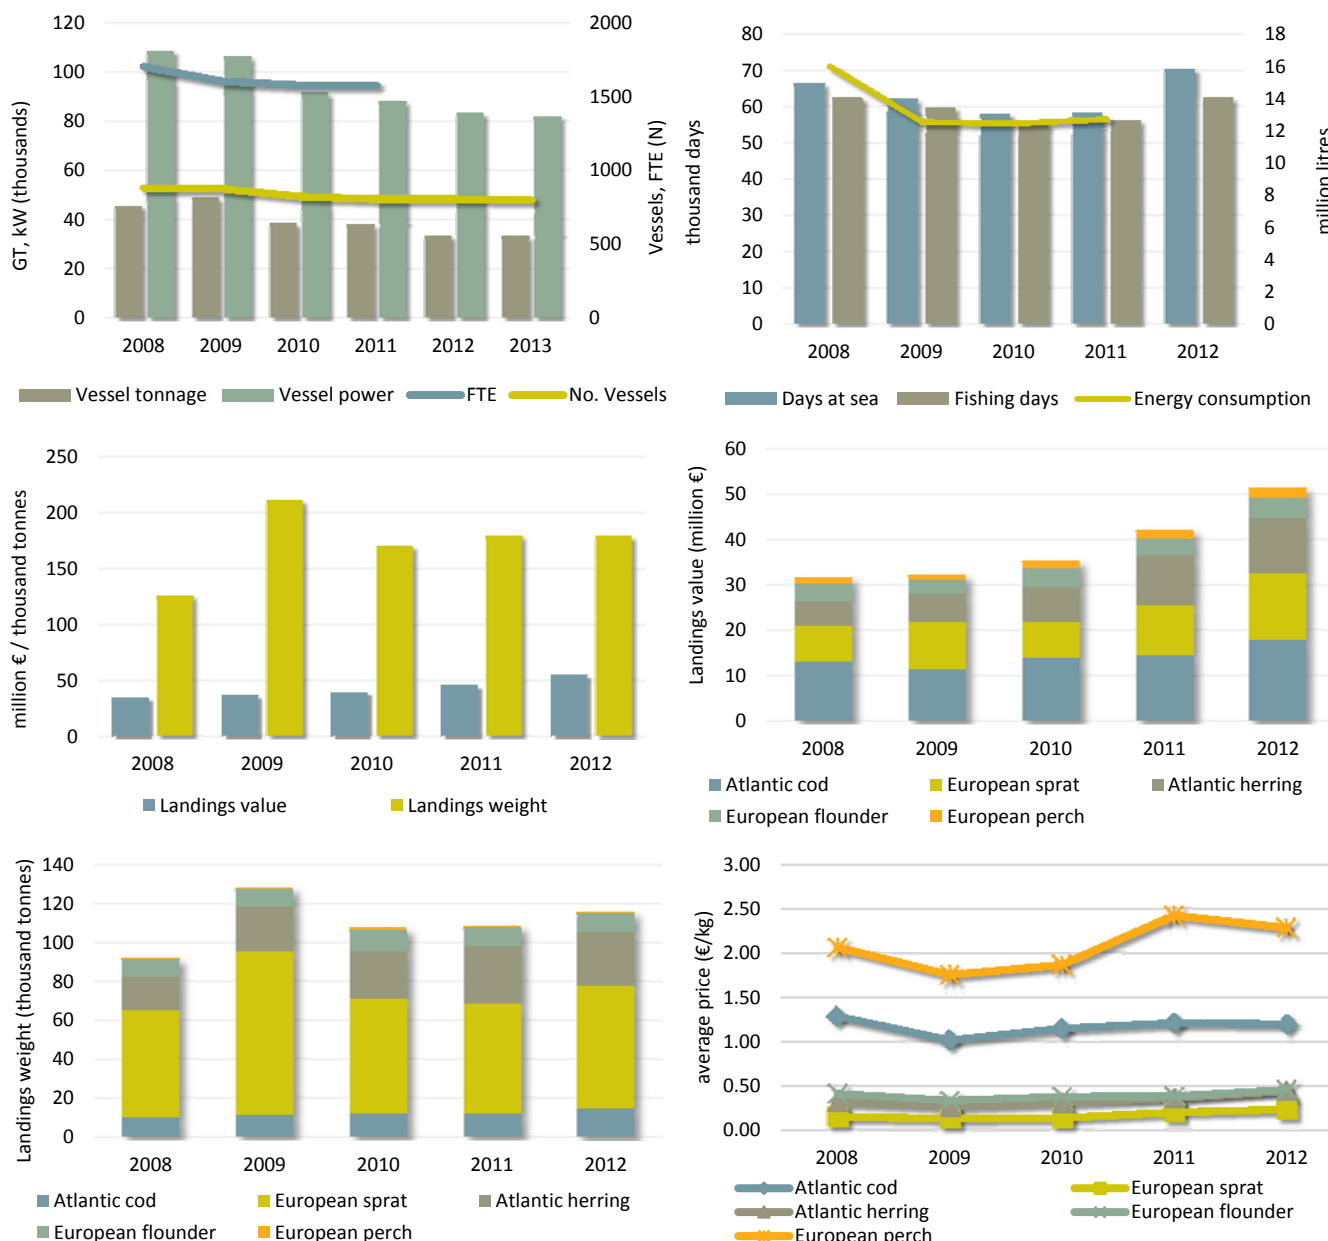 GT, kW (thousands)
120
100
80
60
40
20
0
2000
1500
1000
500
0
Vessels, FTE (N)
2008 2009 2010 2011 2012 2013
Vessel tonnage Vessel power FTE No. Vessels
thousand days
80
70
60
50
40
30
20
10
0
18
16
14
12
10
8
6
4
2
0
million litres
2008 2009 2010 2011 2012
Days at sea Fishing days Energy consumption
million € / thousand tonnes
250
200
150
100
50
0
2008 2009 2010 2011 2012
Landings value Landings weight
Landings value (million €)
60
50
40
30
20
10
0
2008 2009 2010 2011 2012
Atlantic cod European sprat Atlantic herring
European flounder European perch
Landings weight (thousand tonnes)
140
120
100
80
60
40
20
0
2008 2009 2010 2011 2012
Atlantic cod European sprat Atlantic herring
European flounder European perch
average price (€/kg)
3.00
2.50
2.00
1.50
1.00
0.50
0.00
2008 2009 2010 2011 2012
Atlantic cod European sprat
Atlantic herring European flounder
European perch